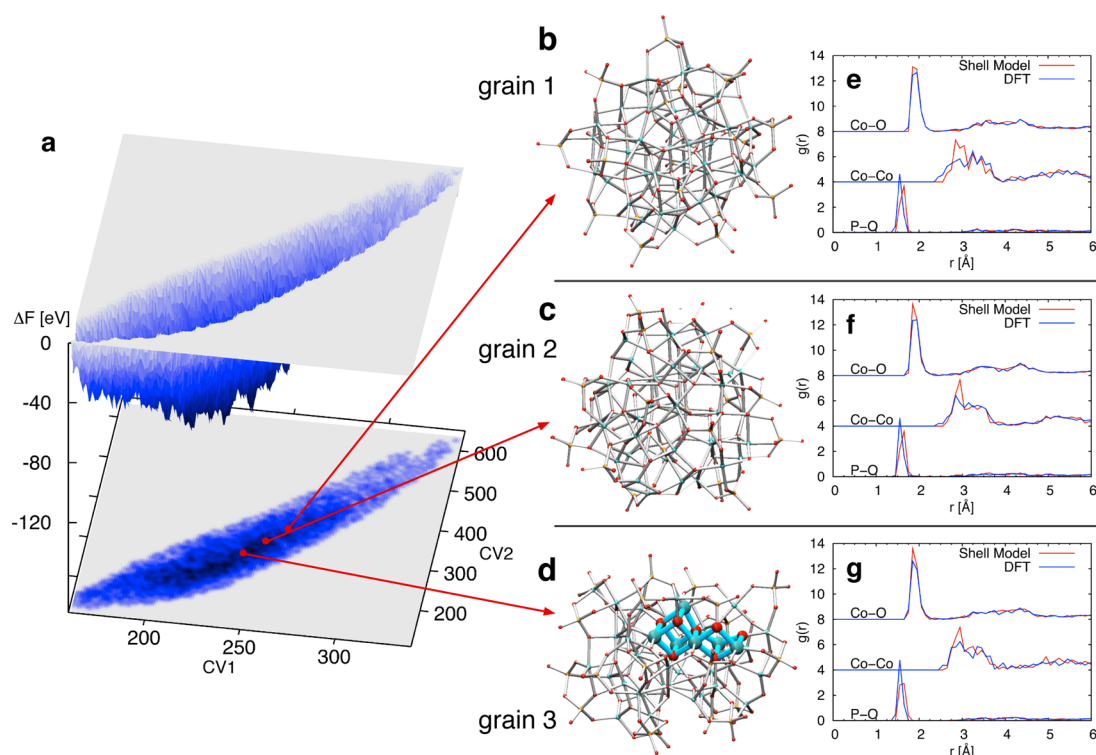 a
ΔF [eV]
0
-40
-80
-120
200
250
300
CV1
600
500
400
300
200
CV2
b
grain 1
c
grain 2
d
grain 3
e
Shell Model
DFT
14
12
10
8
6
4
2
0
g(r)
Co-O
Co-Co
P-O
0 1 2 3 4 5 6
r [Å]
f
Shell Model
DFT
14
12
10
8
6
4
2
0
g(r)
Co-O
Co-Co
P-O
0 1 2 3 4 5 6
r [Å]
g
Shell Model
DFT
14
12
10
8
6
4
2
0
g(r)
Co-O
Co-Co
P-O
0 1 2 3 4 5 6
r [Å]